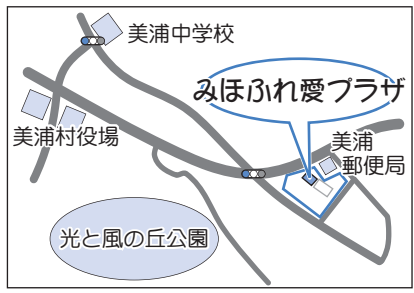 美浦中学校
みほふれ愛プラザ
美浦村役場
美浦
郵便局
光と風の丘公園